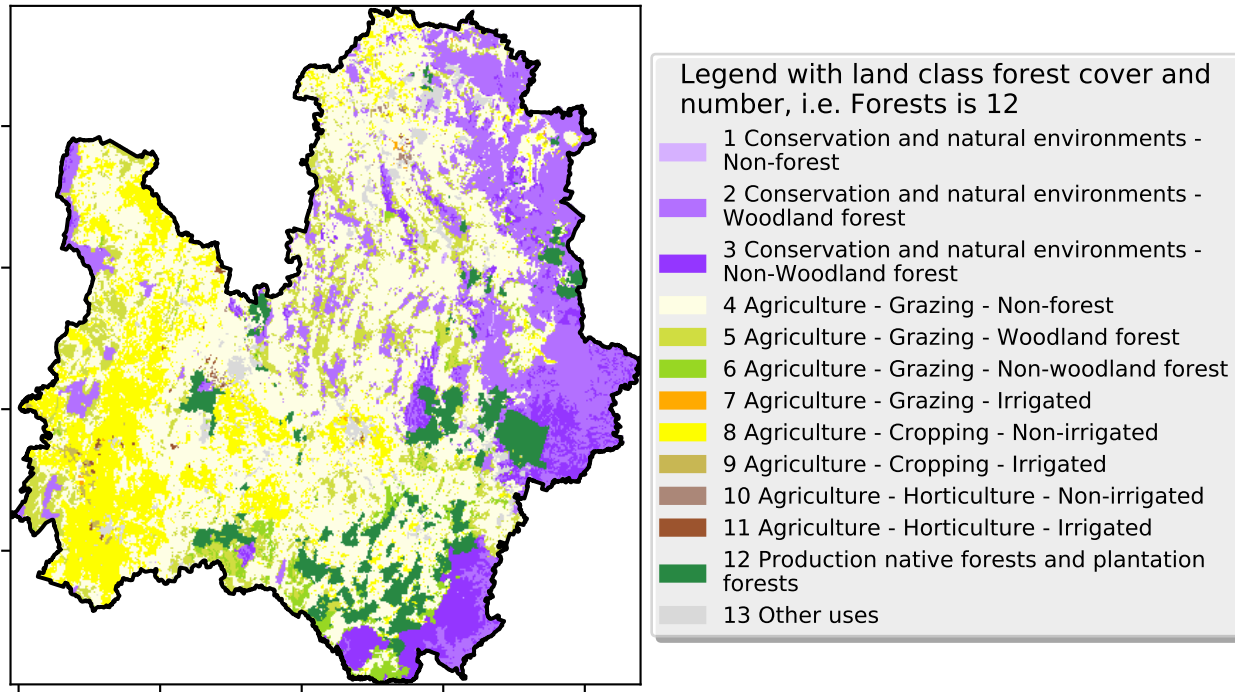 Legend with land class forest cover and
number, i.e. Forests is 12
1 Conservation and natural environments -
Non-forest
2 Conservation and natural environments -
Woodland forest
3 Conservation and natural environments -
Non-Woodland forest
4 Agriculture - Grazing - Non-forest
5 Agriculture - Grazing - Woodland forest
6 Agriculture - Grazing - Non-woodland forest
7 Agriculture - Grazing - Irrigated
8 Agriculture - Cropping - Non-irrigated
9 Agriculture - Cropping - Irrigated
10 Agriculture - Horticulture - Non-irrigated
11 Agriculture - Horticulture - Irrigated
12 Production native forests and plantation
forests
13 Other uses